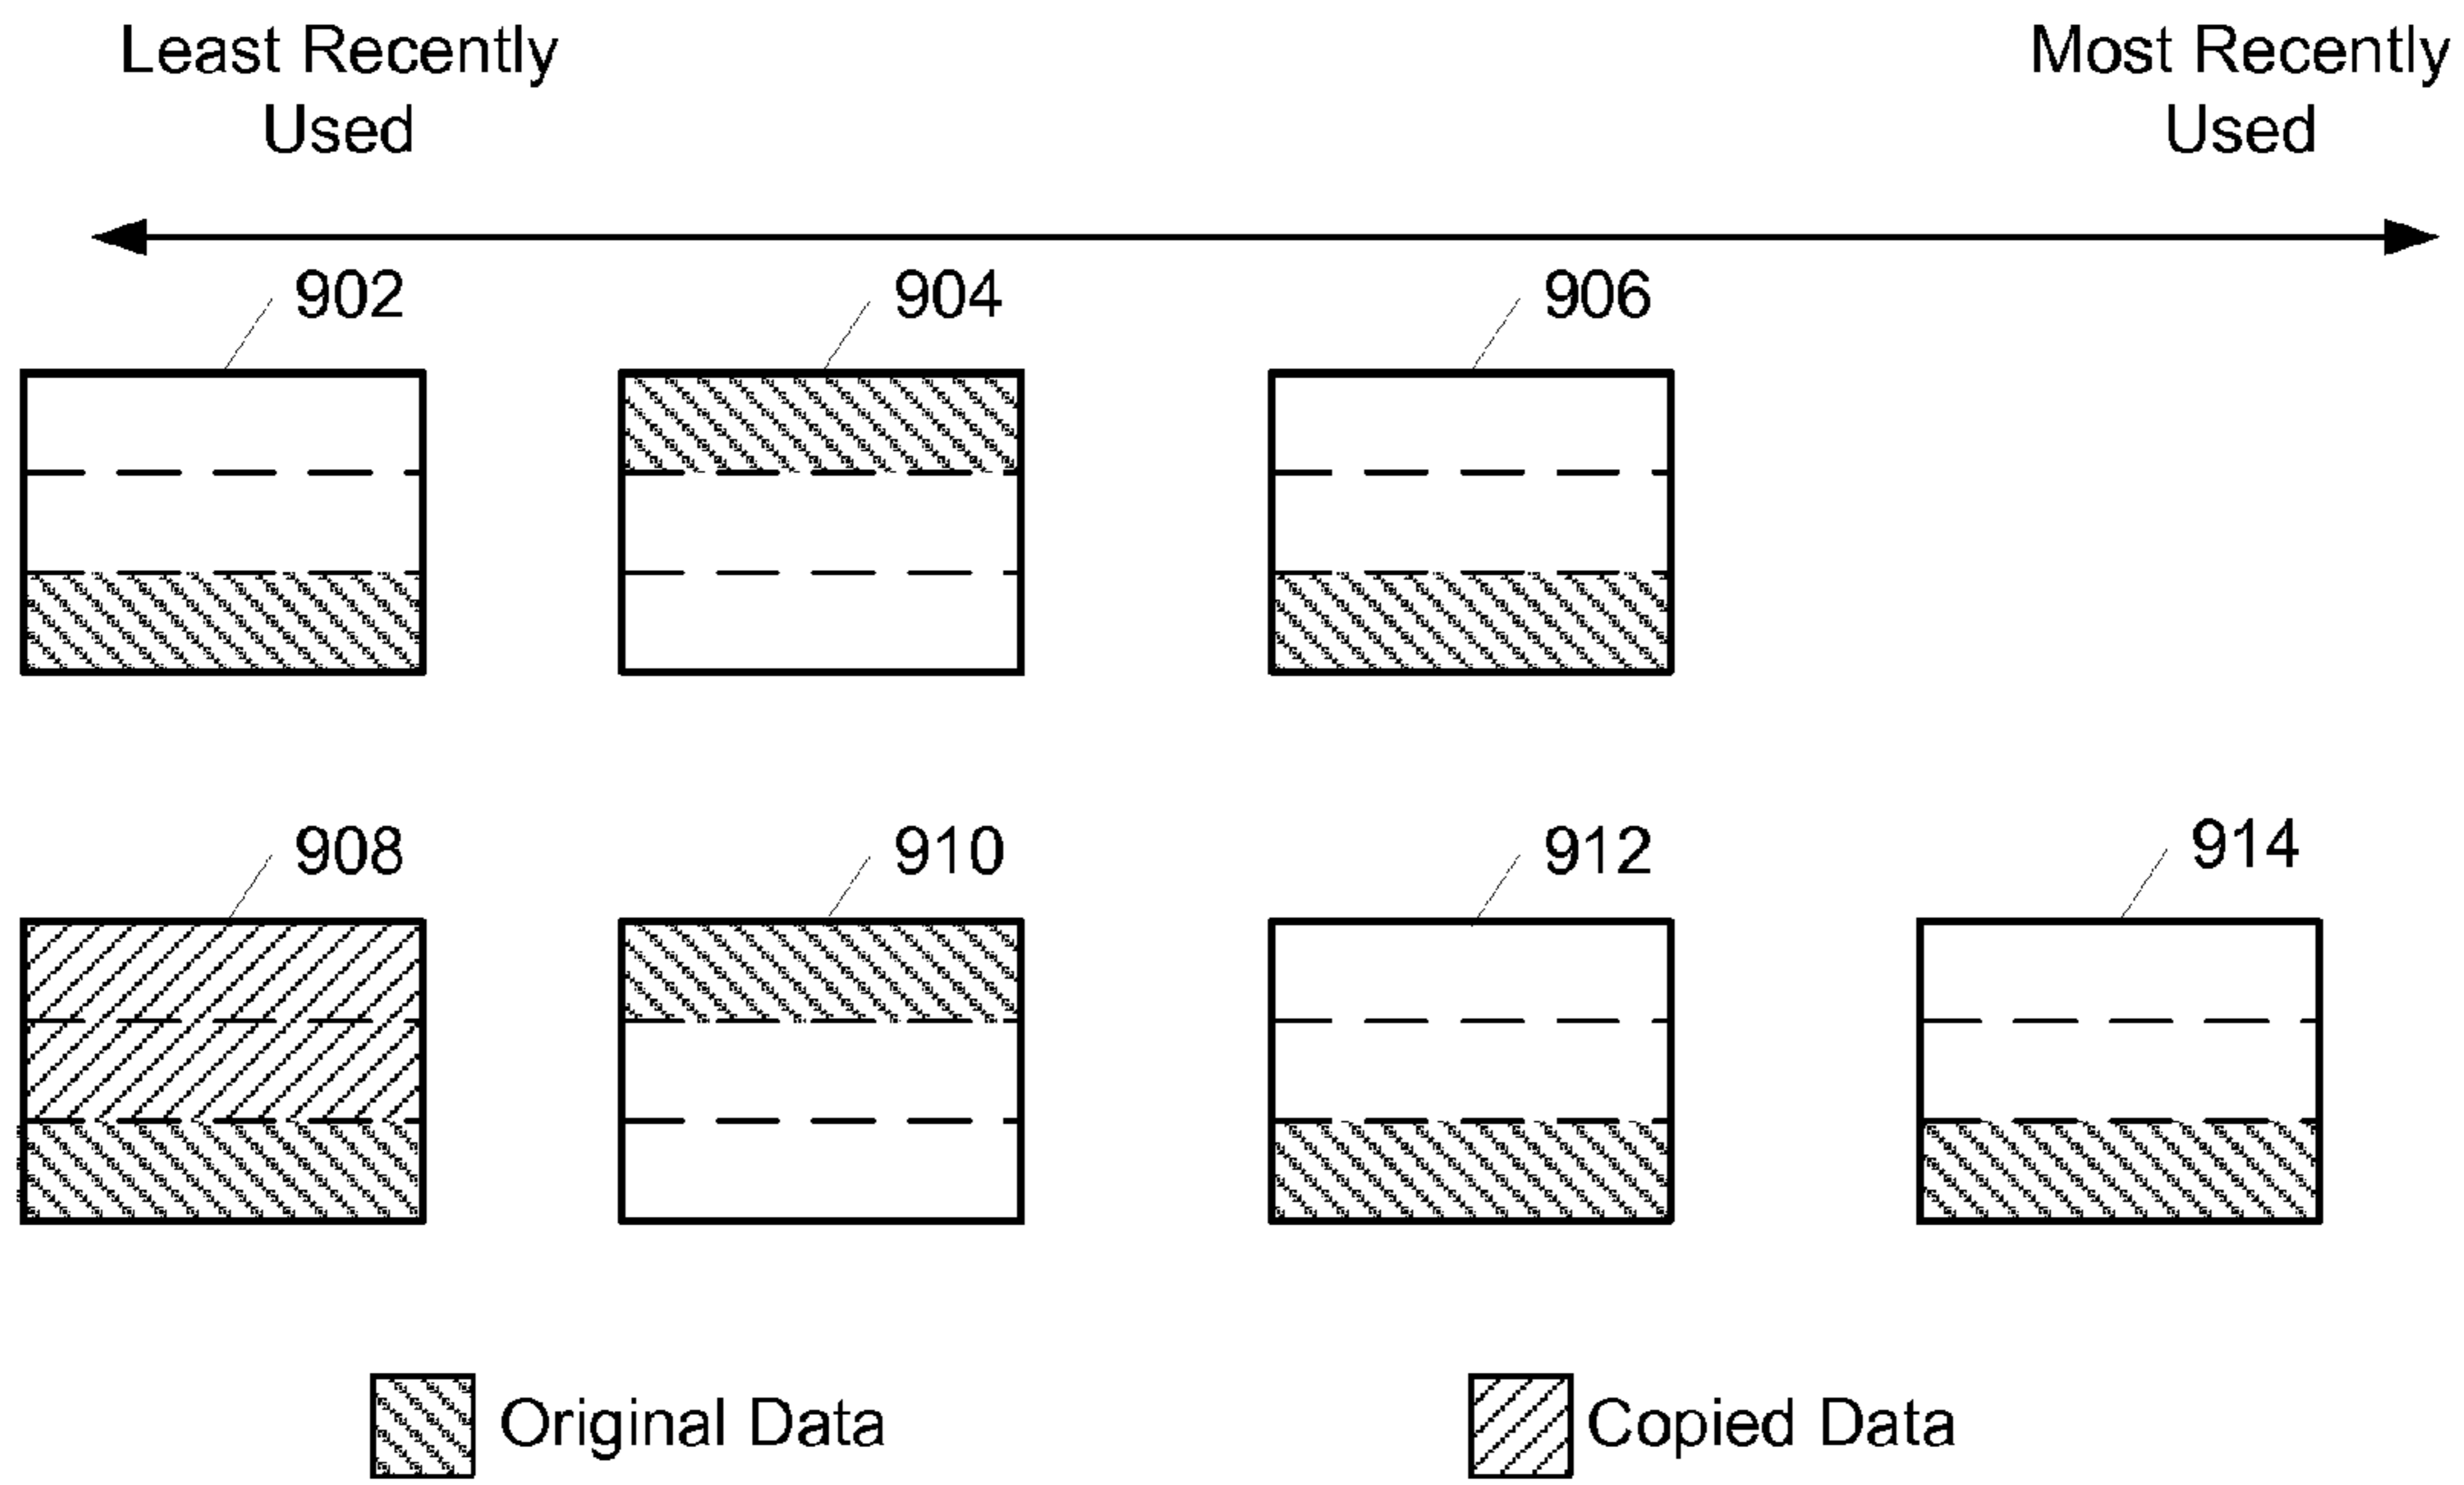 Least Recently
Used
Most Recently
Used
902
904
906
908
910
912
914
Original Data
Copied Data